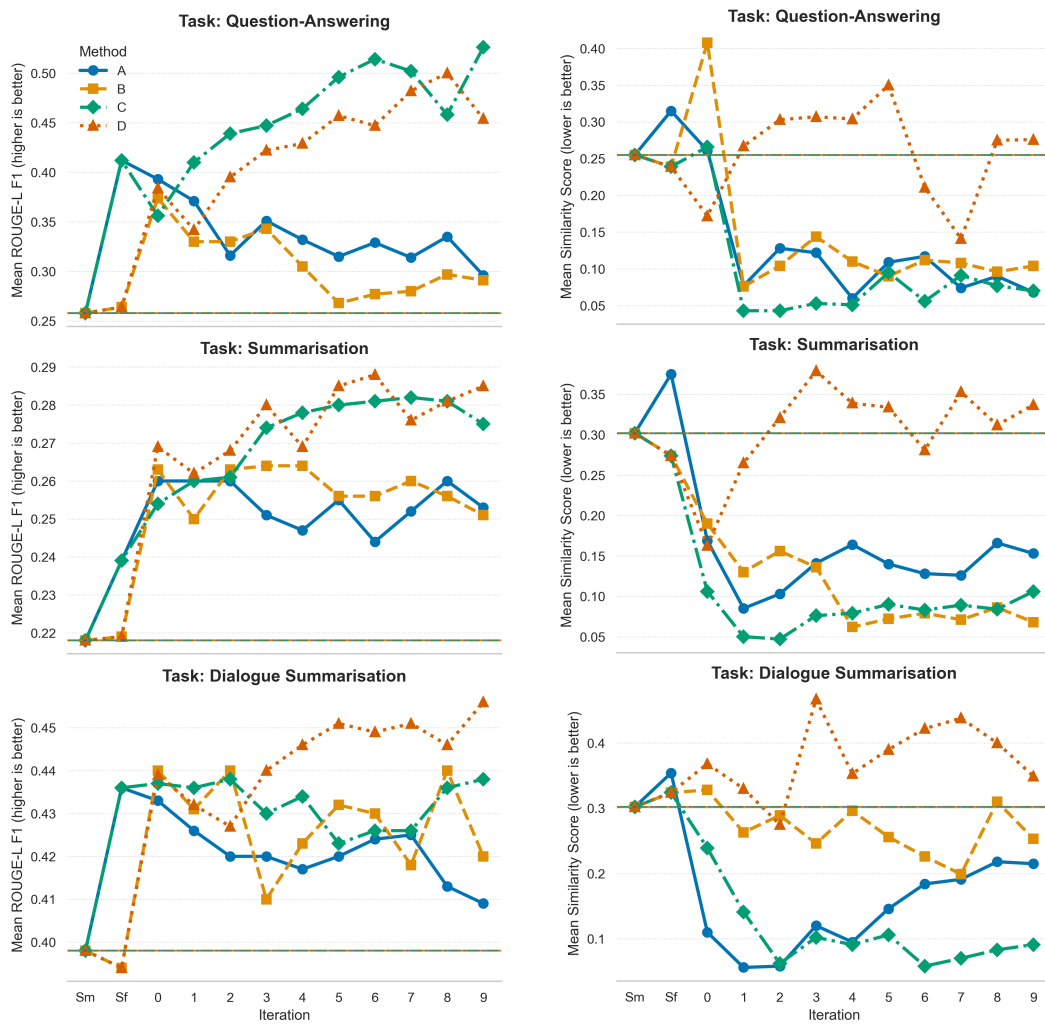 Task: Question-Answering
Mean ROUGE-L F1 (higher is better)
0.50
0.45
0.40
0.35
0.30
0.25
Method
A
B
C
D
Task: Question-Answering
Mean Similarity Score (lower is better)
0.40
0.35
0.30
0.25
0.20
0.15
0.10
0.05
Task: Summarisation
Mean ROUGE-L F1 (higher is better)
0.29
0.28
0.27
0.26
0.25
0.24
0.23
0.22
Task: Summarisation
Mean Similarity Score (lower is better)
0.35
0.30
0.25
0.20
0.15
0.10
0.05
Task: Dialogue Summarisation
Mean ROUGE-L F1 (higher is better)
0.45
0.44
0.43
0.42
0.41
0.40
Sm Sf 0 1 2 3 4 5 6 7 8 9
Iteration
Task: Dialogue Summarisation
Mean Similarity Score (lower is better)
0.4
0.3
0.2
0.1
Sm Sf 0 1 2 3 4 5 6 7 8 9
Iteration